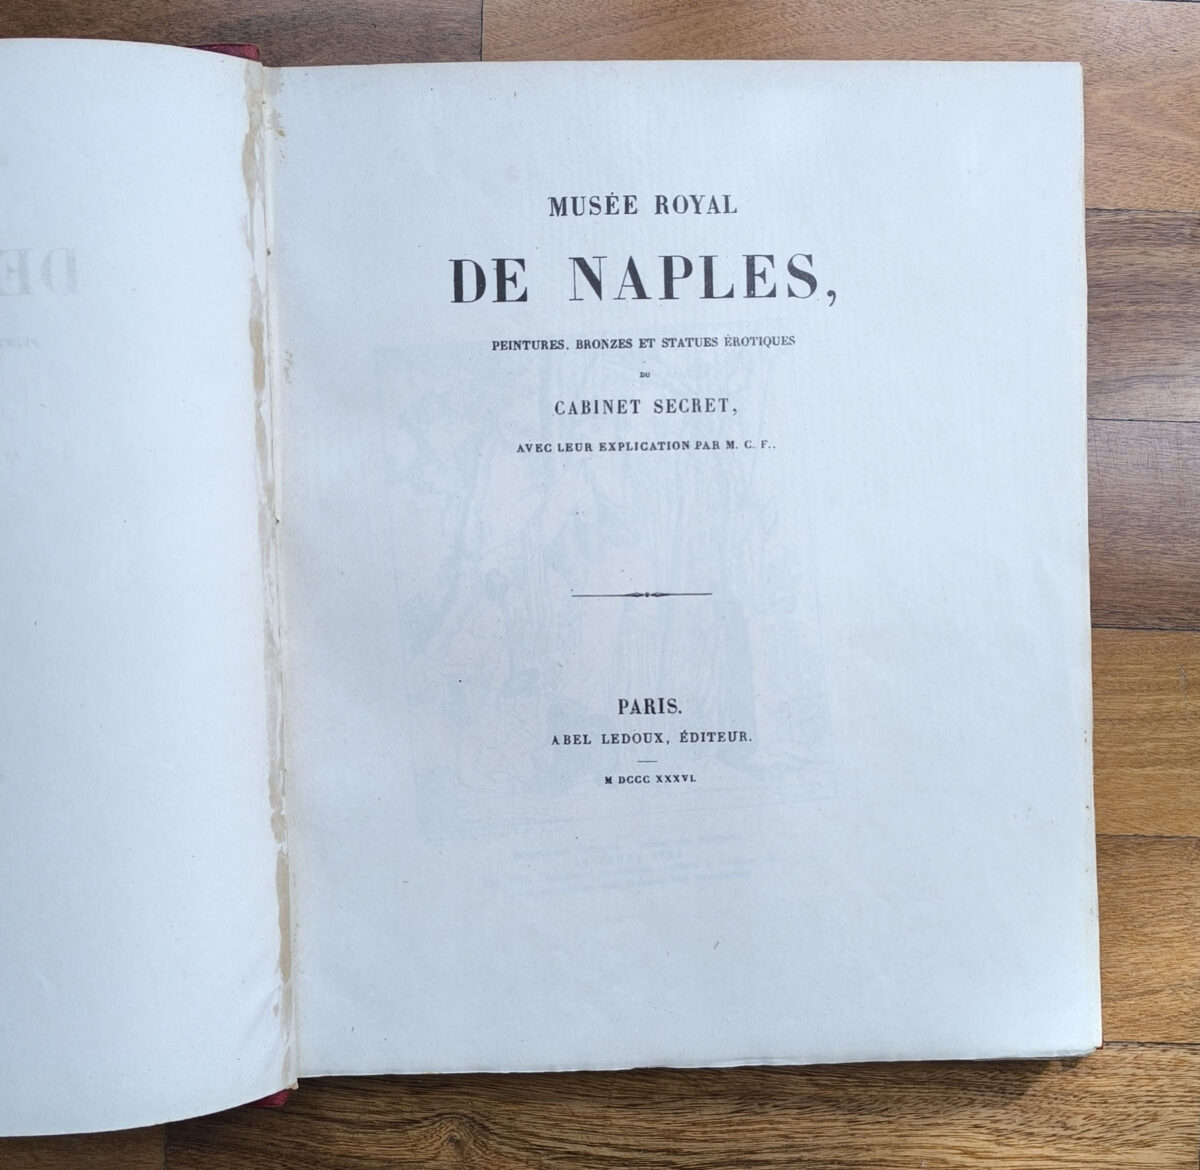 MUSÉE ROYAL
DE NAPLES,
PEINTURES, BRONZES ET STATUES ÉROTIQUES
DU
CABINET SECRET,
AVEC LEUR EXPLICATION PAR M. C. F..
PARIS.
ABEL LEDOUX, ÉDITEUR.
M DCCC XXXVI.